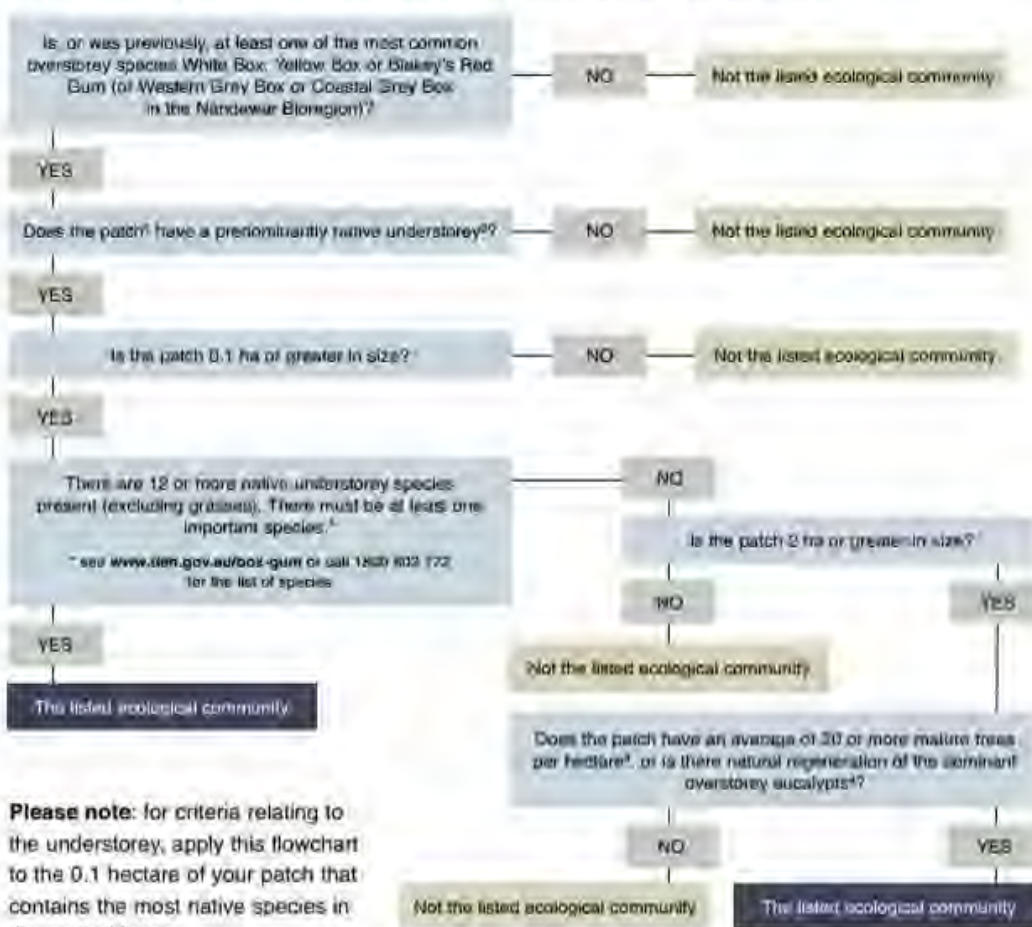 Is, or was previously, at least one of the most common
overstorey species White Box, Yellow Box or Blakely's Red
Gum (or Western Grey Box or Coastal Grey Box
in the Nandewar Bioregion)?
NO
Not the listed ecological community
YES
Does the patch¹ have a predominantly native understorey²?
NO
Not the listed ecological community
YES
Is the patch 0.1 ha or greater in size?
NO
Not the listed ecological community
YES
There are 12 or more native understorey species
present (excluding grasses). There must be at least one
important species.
see www.deh.gov.au/box-gum or call 1800 803 772
for the list of species
NO
Is the patch 2 ha or greater in size?
NO
YES
YES
Not the listed ecological community
The listed ecological community
Does the patch have an average of 20 or more mature trees
per hectare³, or is there natural regeneration of the dominant
overstorey eucalypts⁴?
Please note: for criteria relating to
the understorey, apply this flowchart
to the 0.1 hectare of your patch that
contains the most native species in
NO
YES
Not the listed ecological community
The listed ecological community